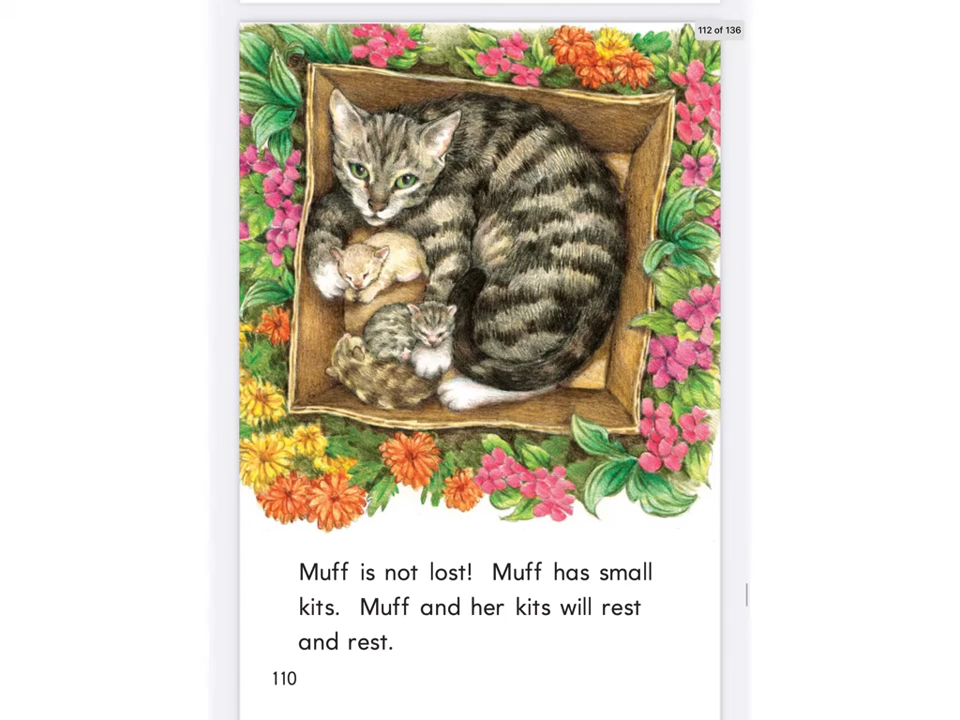 112 of 136
Muff is not lost!  Muff has small
kits.  Muff and her kits will rest
and rest.
110